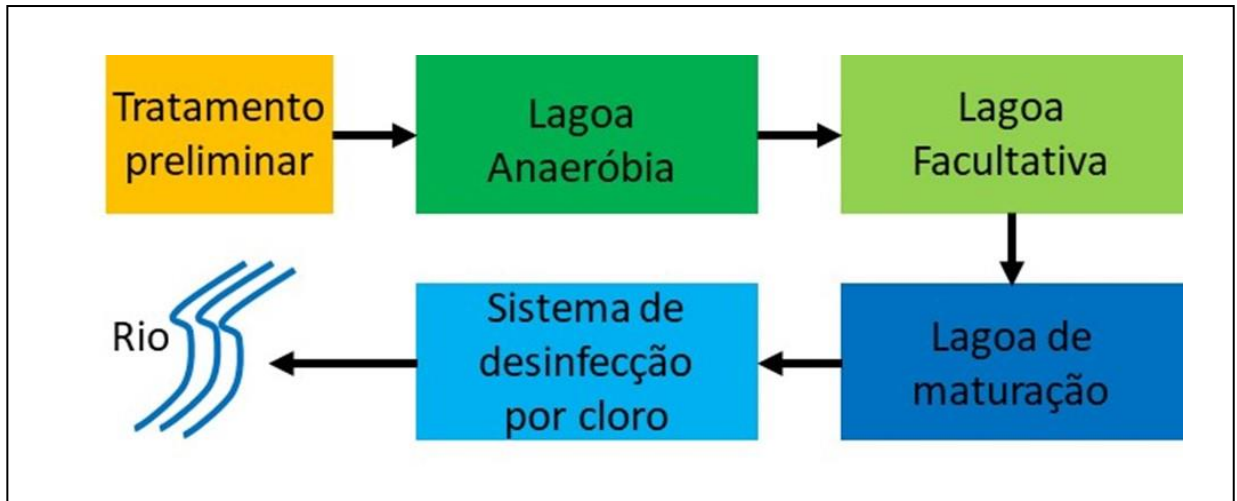 Tratamento
preliminar
Lagoa
Anaeróbia
Lagoa
Facultativa
Lagoa de
maturação
Sistema de
desinfecção
por cloro
Rio